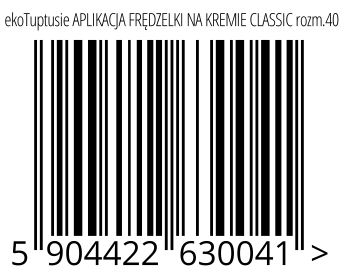 ekoTuptusie APLIKACJA FRĘDZELKI NA KREMIE CLASSIC rozm.40
5 904422 630041 >